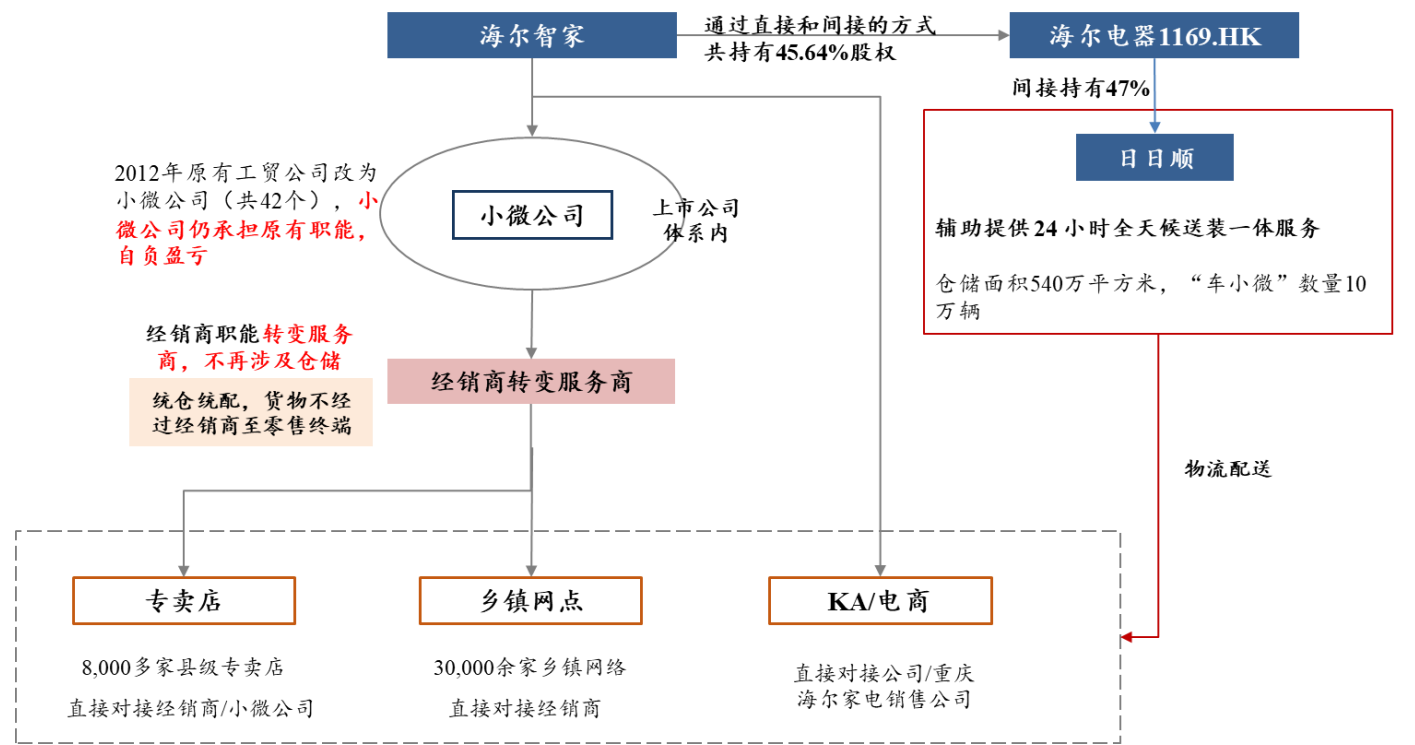 海尔智家
通过直接和间接的方式
共持有45.64%股权
海尔电器1169.HK
间接持有47%
日日顺
辅助提供 24 小时全天候送装一体服务
仓储面积540万平方米，“车小微”数量10
万辆
2012年原有工贸公司改为
小微公司（共42个），小
微公司仍承担原有职能，
自负盈亏
小微公司
上市公司
体系内
经销商职能转变服务
商，不再涉及仓储
统仓统配，货物不经
过经销商至零售终端
经销商转变服务商
物流配送
专卖店
8,000多家县级专卖店
直接对接经销商/小微公司
乡镇网点
30,000余家乡镇网络
直接对接经销商
KA/电商
直接对接公司/重庆
海尔家电销售公司